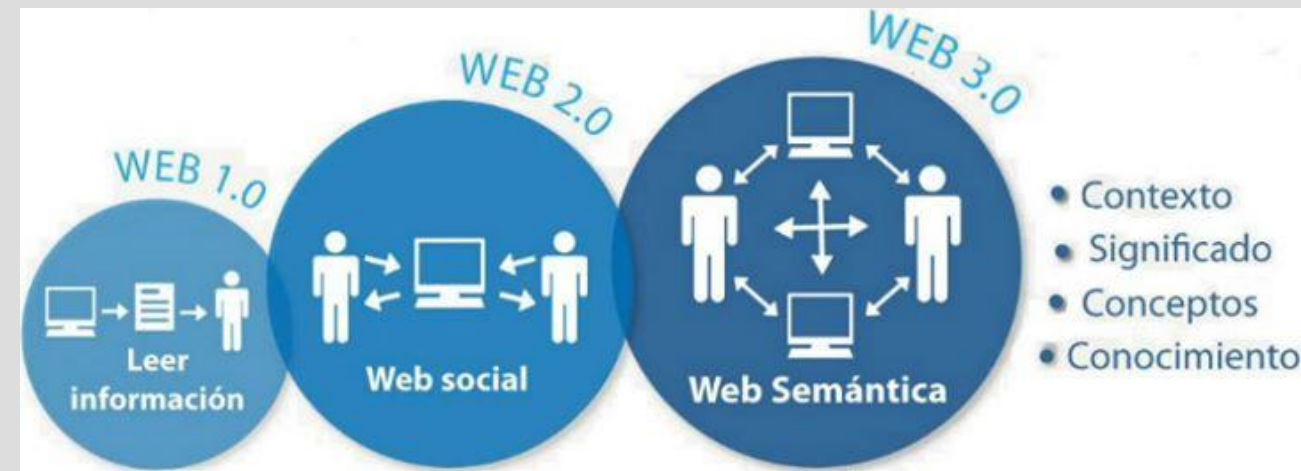 WEB 1.0
Leer
información
WEB 2.0
Web social
WEB 3.0
Web Semántica
• Contexto
• Significado
• Conceptos
• Conocimiento